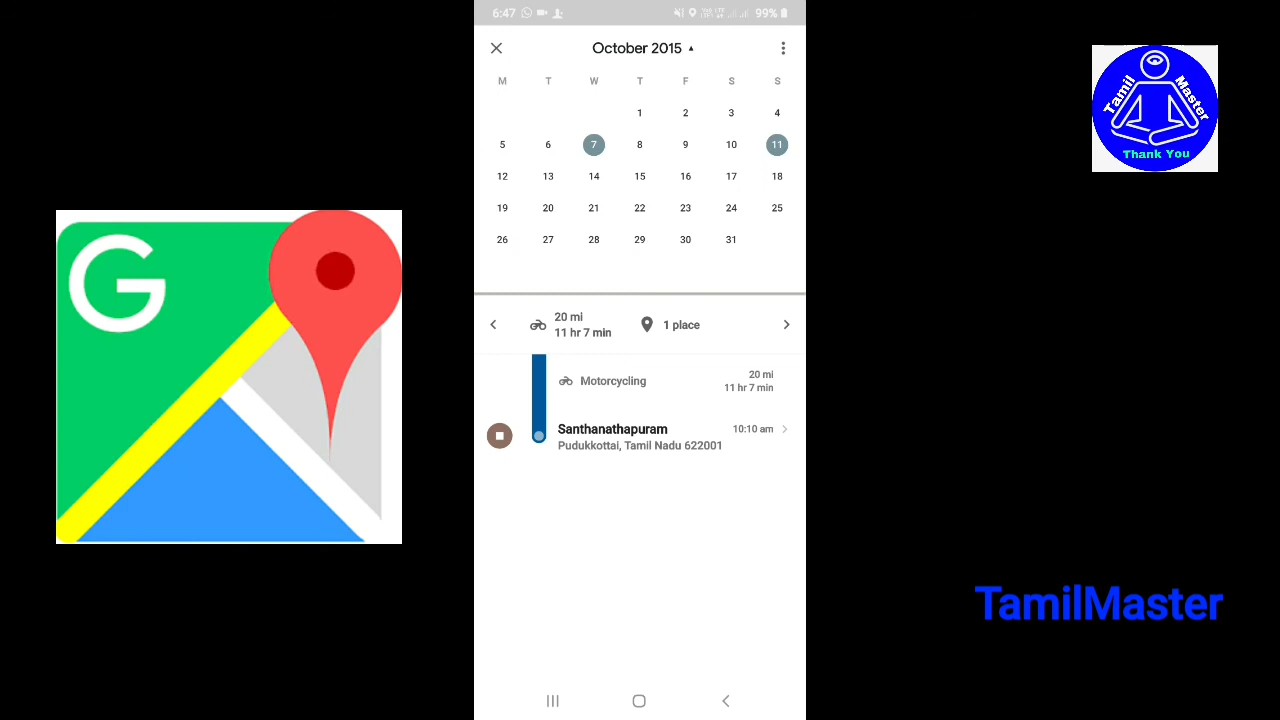 6:47
99%
October 2015
M T W T F S S
1 2 3 4
5 6 7 8 9 10 11
12 13 14 15 16 17 18
19 20 21 22 23 24 25
26 27 28 29 30 31
20 mi
11 hr 7 min
1 place
Motorcycling
20 mi
11 hr 7 min
Santhanathapuram
10:10 am
Pudukkottai, Tamil Nadu 622001
G
Tamil Master
Thank You
TamilMaster